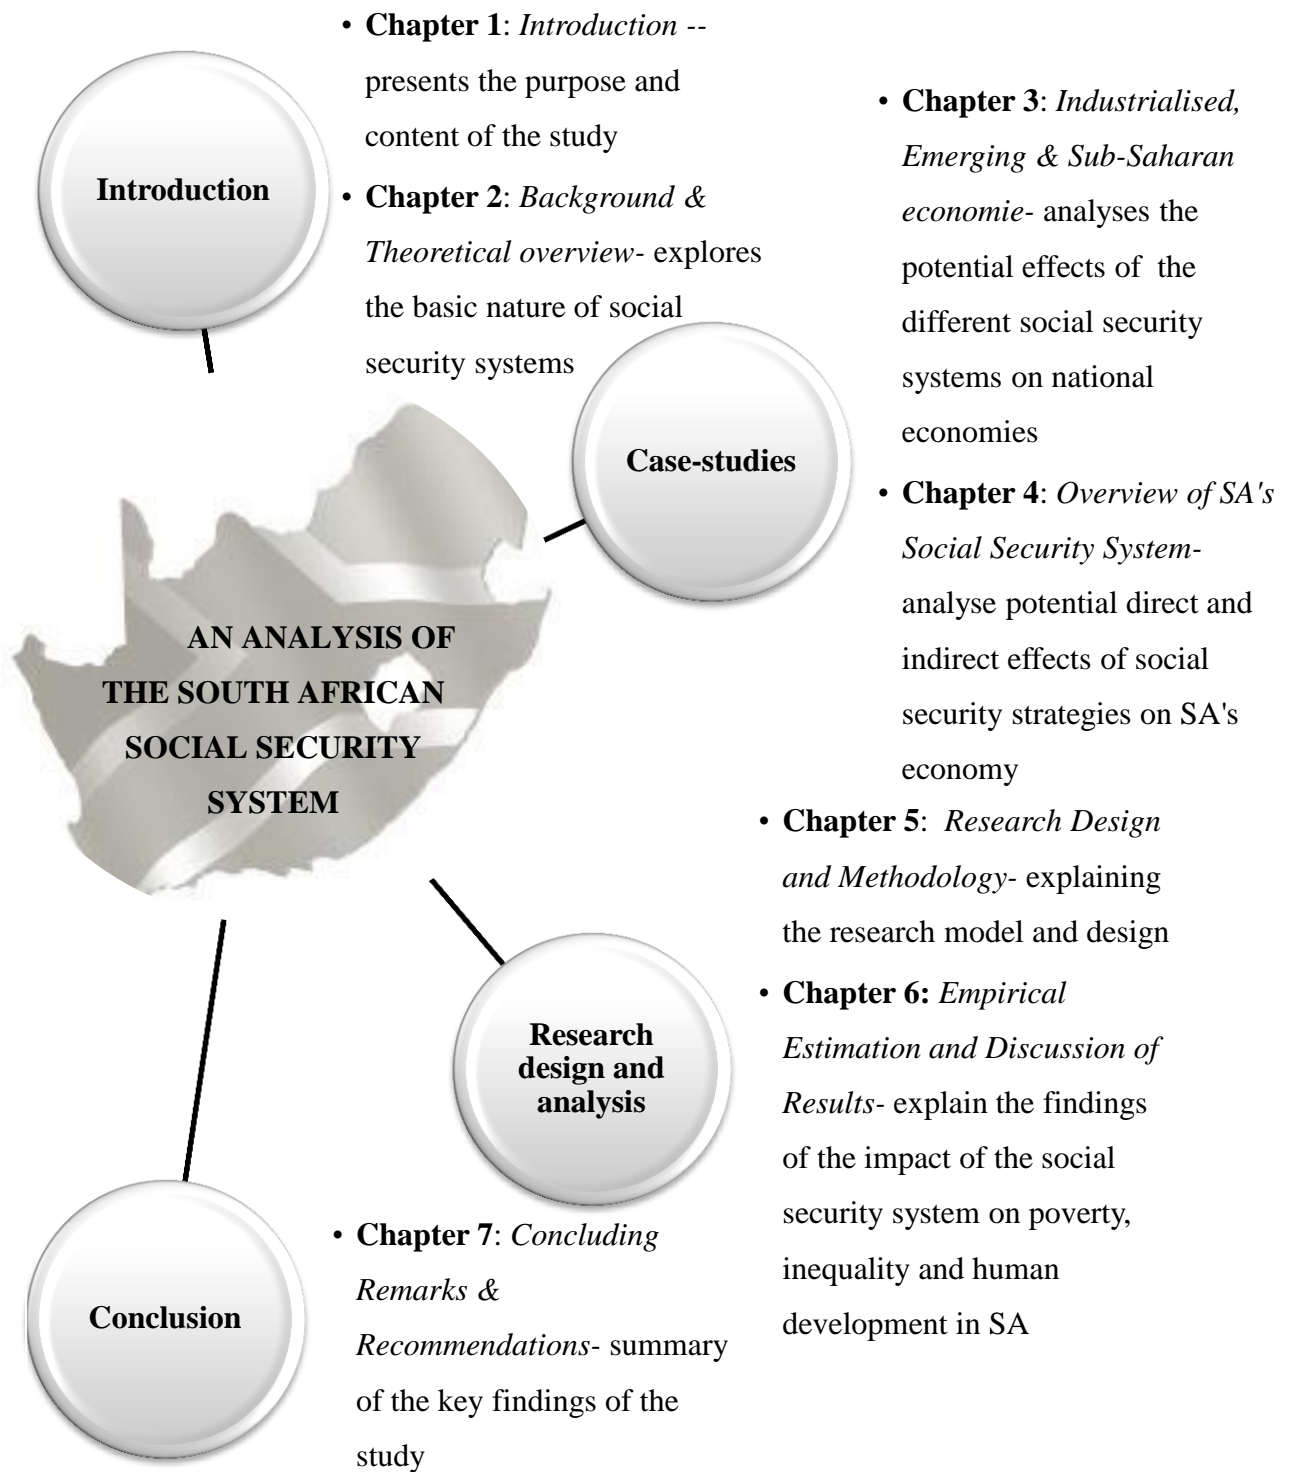 Introduction
• Chapter 1: Introduction --
presents the purpose and
content of the study
• Chapter 2: Background &
Theoretical overview- explores
the basic nature of social
security systems
Case-studies
• Chapter 3: Industrialised,
Emerging & Sub-Saharan
economie- analyses the
potential effects of the
different social security
systems on national
economies
• Chapter 4: Overview of SA's
Social Security System-
analyse potential direct and
indirect effects of social
security strategies on SA's
economy
AN ANALYSIS OF
THE SOUTH AFRICAN
SOCIAL SECURITY
SYSTEM
Research
design and
analysis
• Chapter 5: Research Design
and Methodology- explaining
the research model and design
• Chapter 6: Empirical
Estimation and Discussion of
Results- explain the findings
of the impact of the social
security system on poverty,
inequality and human
development in SA
Conclusion
• Chapter 7: Concluding
Remarks &
Recommendations- summary
of the key findings of the
study